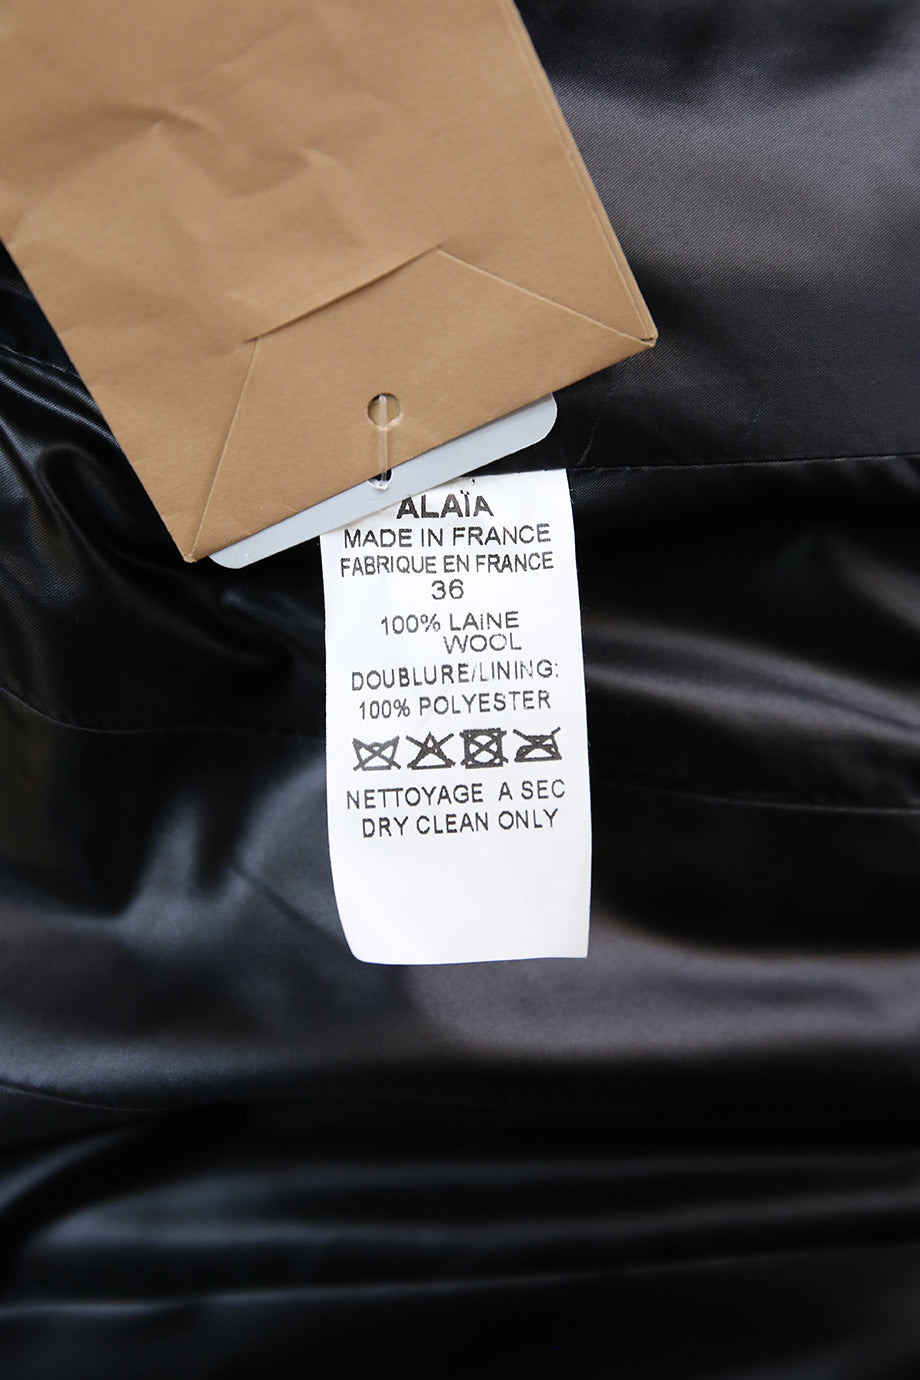 ALAÏA
MADE IN FRANCE
FABRIQUE EN FRANCE
36
100% LAINE
WOOL
DOUBLURE/LINING:
100% POLYESTER
NETTOYAGE A SEC
DRY CLEAN ONLY